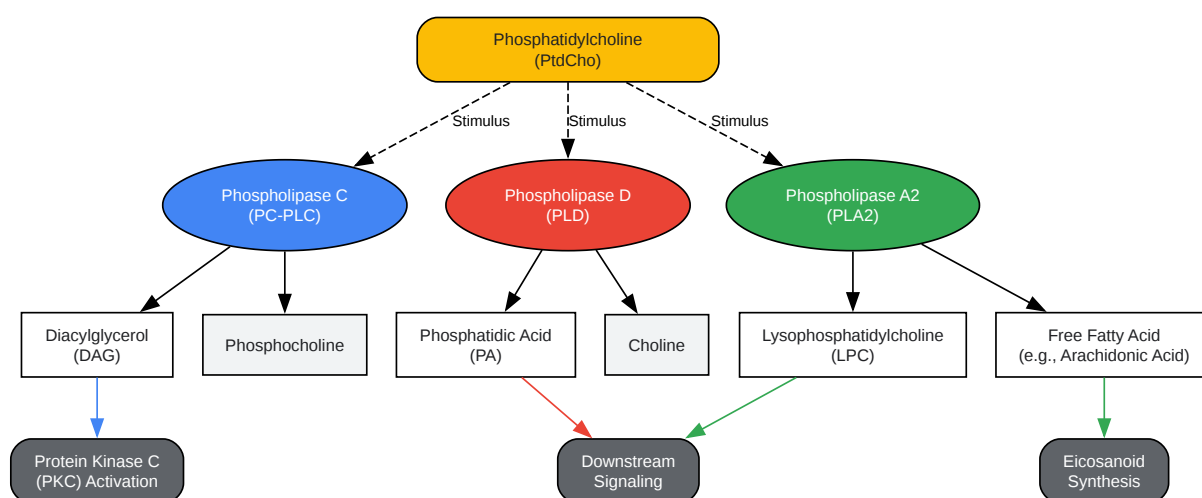 Phosphatidylcholine
(PtdCho)
Stimulus
Stimulus
Stimulus
Phospholipase C
(PC-PLC)
Phospholipase D
(PLD)
Phospholipase A2
(PLA2)
Diacylglycerol
(DAG)
Phosphocholine
Phosphatidic Acid
(PA)
Choline
Lysophosphatidylcholine
(LPC)
Free Fatty Acid
(e.g., Arachidonic Acid)
Protein Kinase C
(PKC) Activation
Downstream
Signaling
Eicosanoid
Synthesis